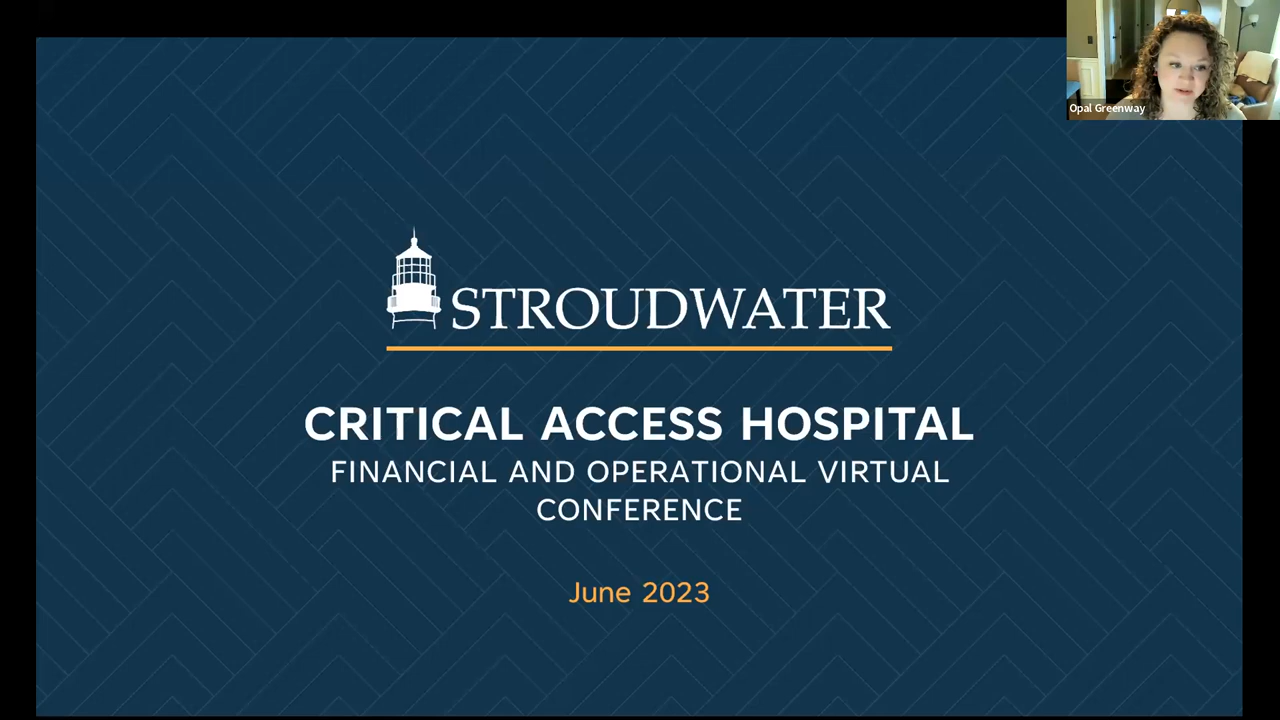 Opal Greenway
STROUDWATER
CRITICAL ACCESS HOSPITAL
FINANCIAL AND OPERATIONAL VIRTUAL
CONFERENCE
June 2023